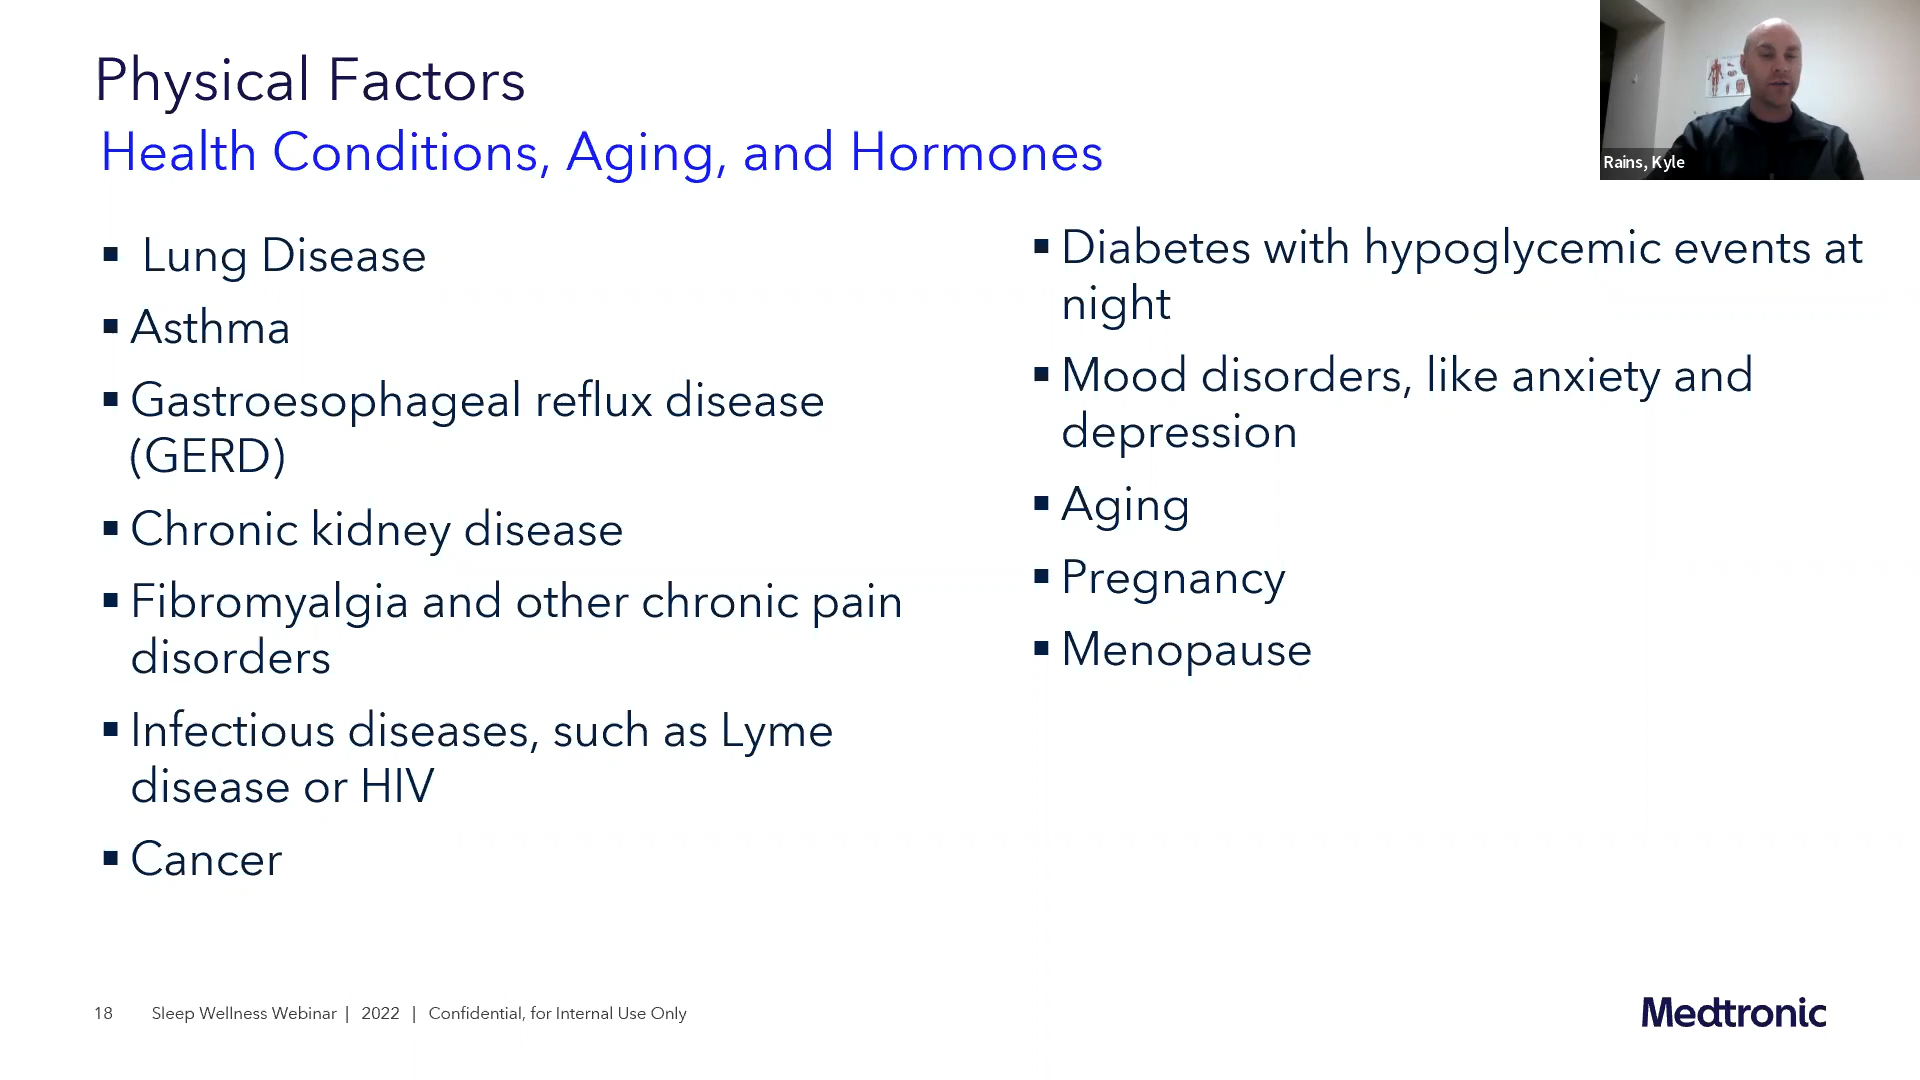 Physical Factors
Health Conditions, Aging, and Hormones
▪ Lung Disease
▪ Asthma
▪ Gastroesophageal reflux disease
(GERD)
▪ Chronic kidney disease
▪ Fibromyalgia and other chronic pain
disorders
▪ Infectious diseases, such as Lyme
disease or HIV
▪ Cancer
▪ Diabetes with hypoglycemic events at
night
▪ Mood disorders, like anxiety and
depression
▪ Aging
▪ Pregnancy
▪ Menopause
Rains, Kyle
18 Sleep Wellness Webinar | 2022 | Confidential, for Internal Use Only
Medtronic